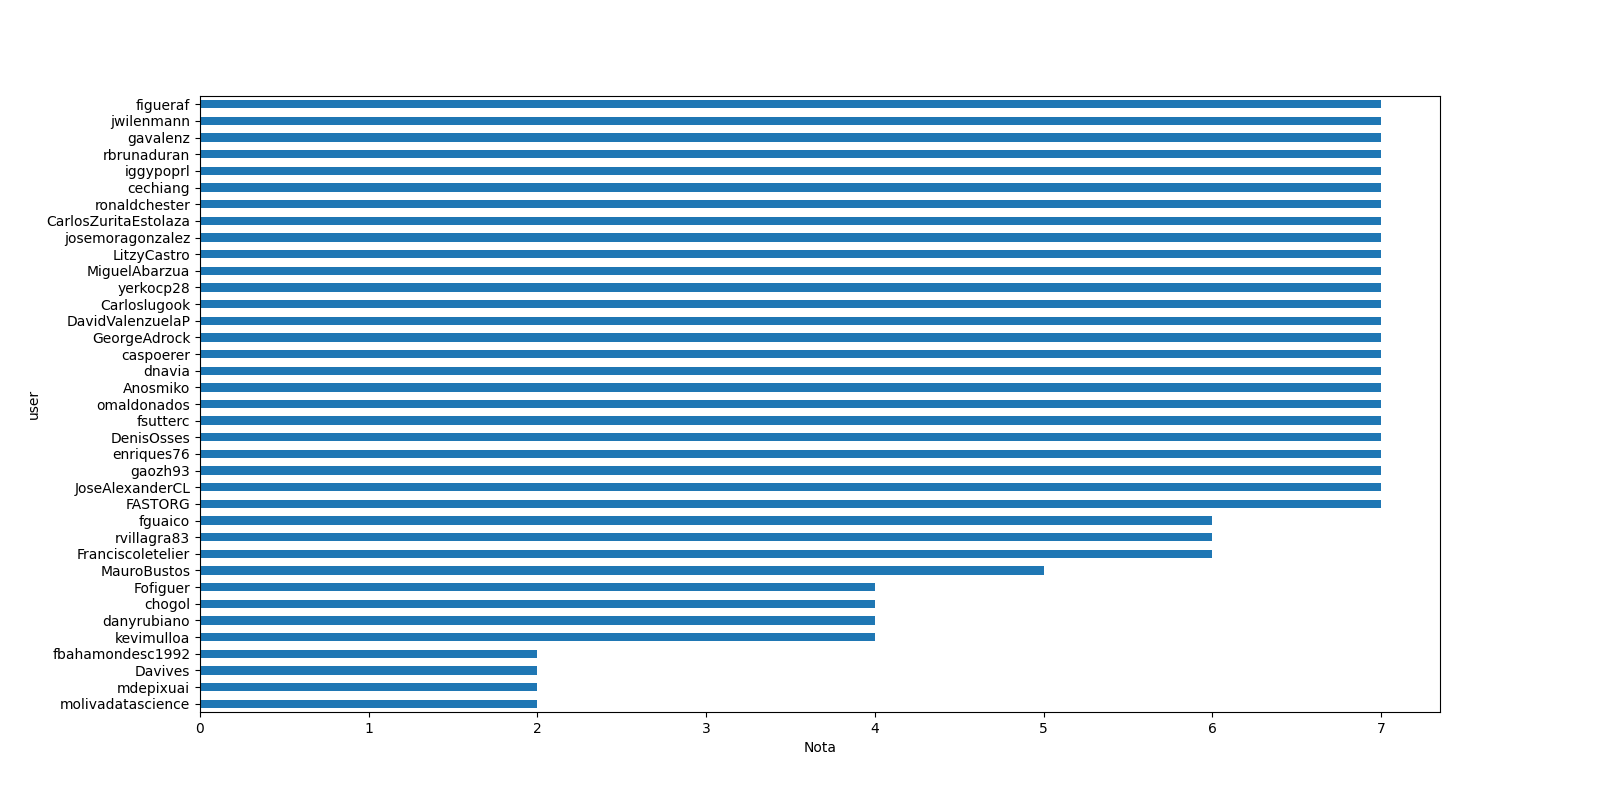 figueraf
jwilenmann
gavalenz
rbrunaduran
iggypoprl
cechiang
ronaldchester
CarlosZuritaEstolaza
josemoragonzalez
LitzyCastro
MiguelAbarzua
yerkocp28
Carloslugook
DavidValenzuelaP
GeorgeAdrock
caspoerer
dnavia
Anosmiko
omaldonados
fsutterc
DenisOsses
enriques76
gaozh93
JoseAlexanderCL
FASTORG
fguaico
rvillagra83
Franciscoletelier
MauroBustos
Fofiguer
chogol
danyrubiano
kevimulloa
fbahamondesc1992
Davives
mdepixuai
molivadatascience
user
0 1 2 3 4 5 6 7
Nota